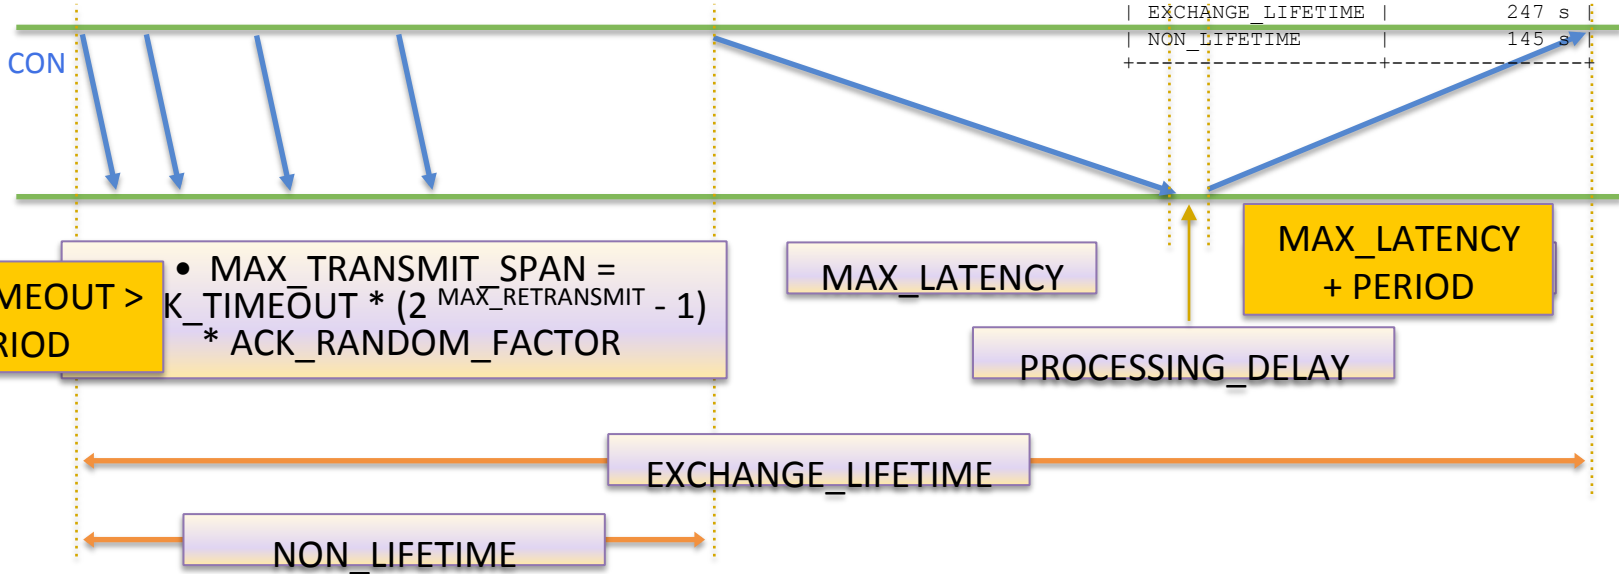 | EXCHANGE_LIFETIME | 247 s |
| NON_LIFETIME | 145 s |
+-------------------+---------------+
CON
MEOUT >
RIOD
• MAX_TRANSMIT_SPAN =
K_TIMEOUT * (2 MAX_RETRANSMIT - 1)
* ACK_RANDOM_FACTOR
MAX_LATENCY
MAX_LATENCY
+ PERIOD
PROCESSING_DELAY
EXCHANGE_LIFETIME
NON_LIFETIME